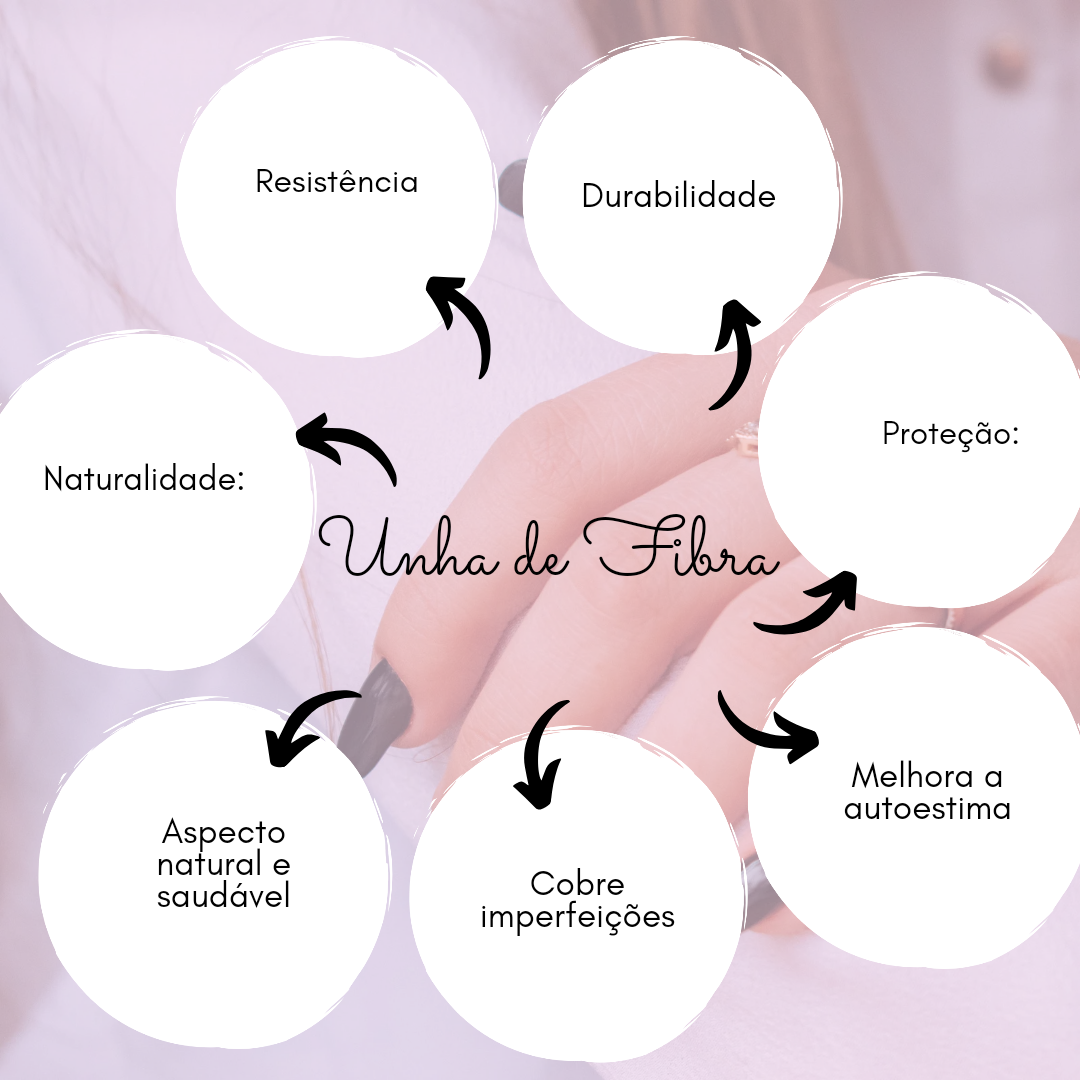 Resistência
Durabilidade
Proteção:
Naturalidade:
Unha de Fibra
Melhora a
autoestima
Aspecto
natural e
saudável
Cobre
imperfeições